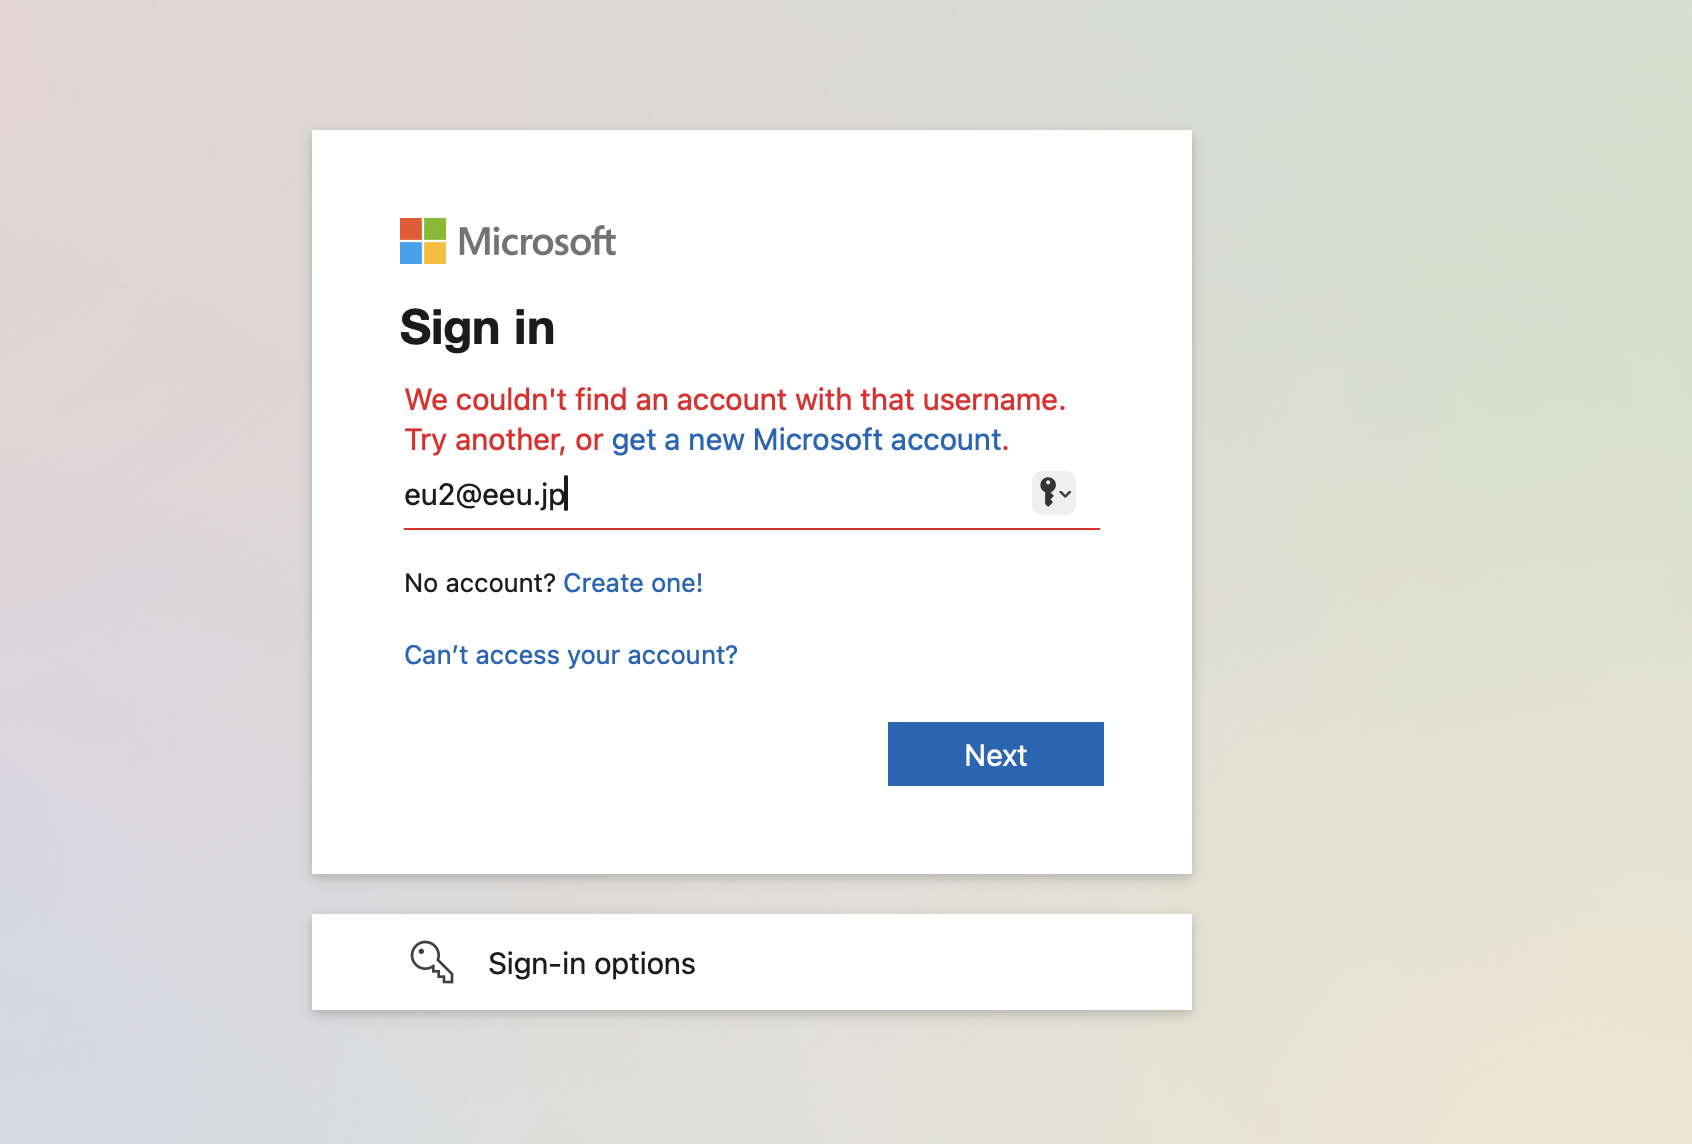 Microsoft
Sign in
We couldn't find an account with that username.
Try another, or get a new Microsoft account.
eu2@eeu.jp
No account? Create one!
Can’t access your account?
Next
Sign-in options